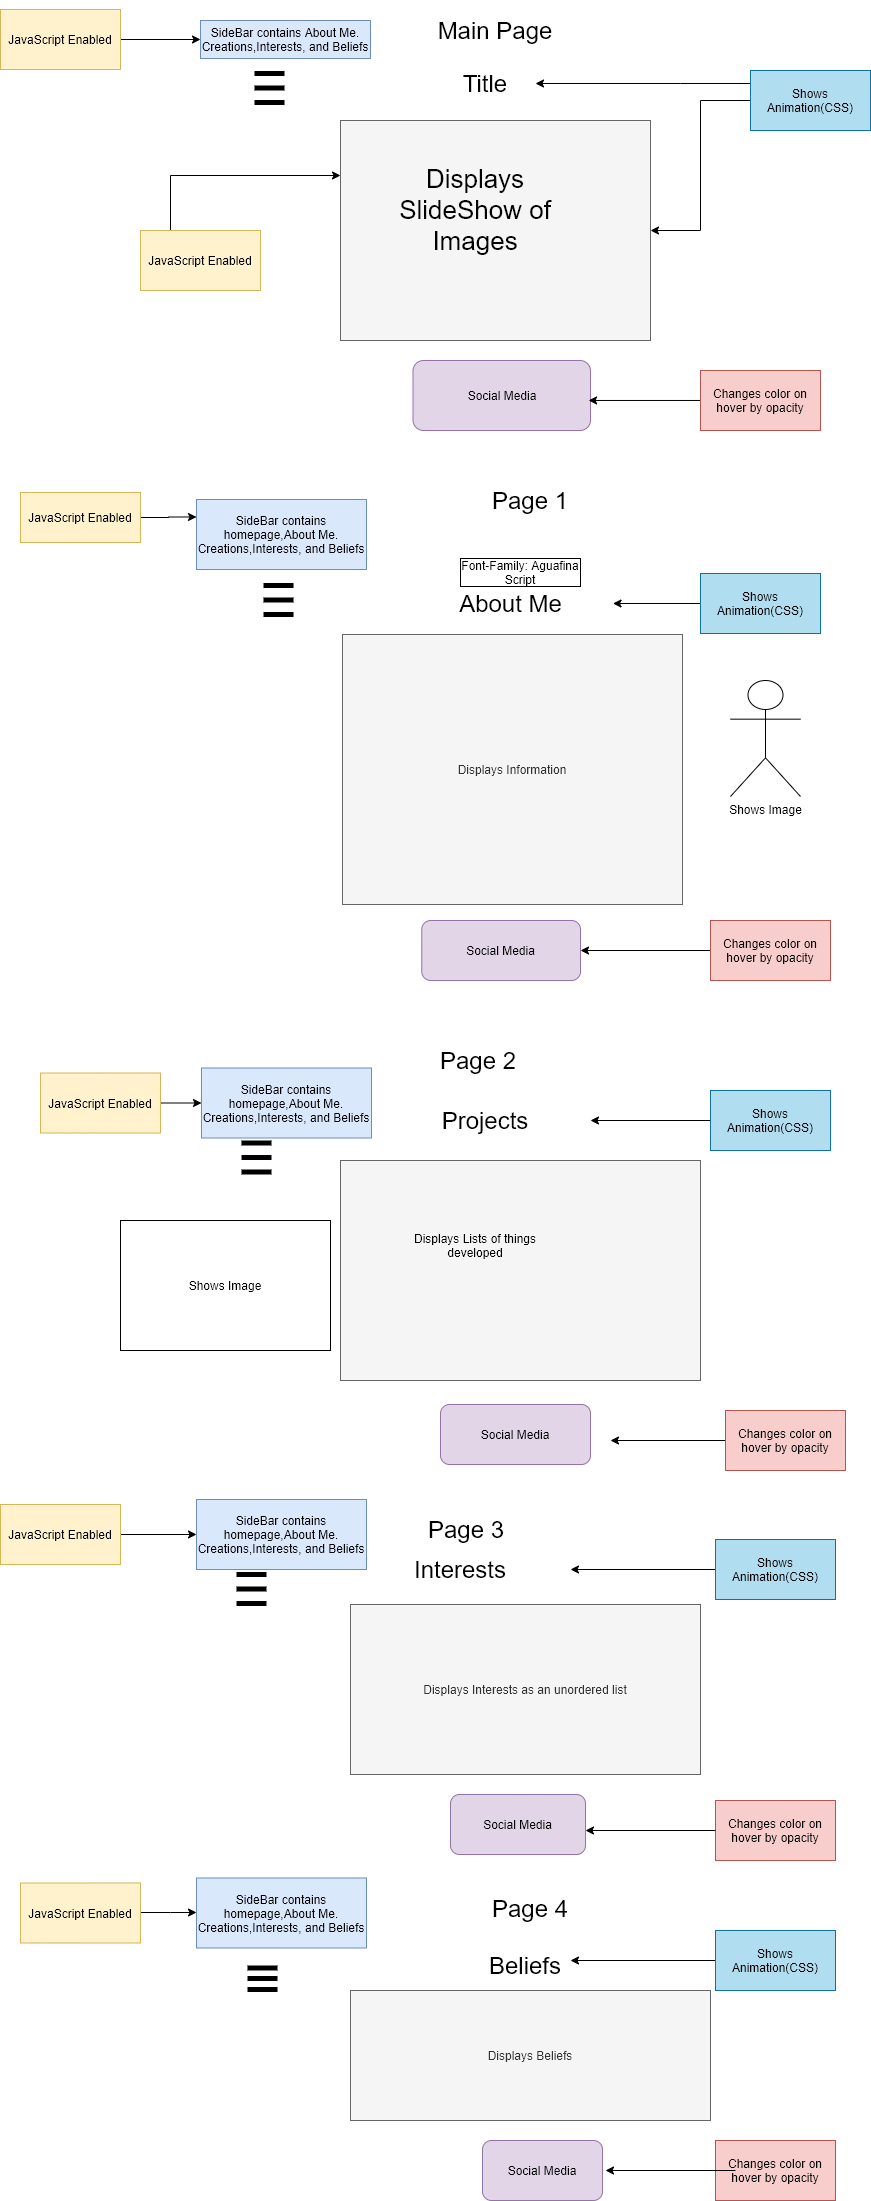 JavaScript Enabled
SideBar contains About Me.
Creations,Interests, and Beliefs
Main Page
Title
Shows
Animation(CSS)
Displays
SlideShow of
Images
JavaScript Enabled
Social Media
Changes color on
hover by opacity
Page 1
JavaScript Enabled
SideBar contains
homepage,About Me.
Creations,Interests, and Beliefs
Font-Family: Aguafina
Script
About Me
Shows
Animation(CSS)
Displays Information
Shows Image
Social Media
Changes color on
hover by opacity
Page 2
JavaScript Enabled
SideBar contains
homepage,About Me.
Creations,Interests, and Beliefs
Projects
Shows
Animation(CSS)
Displays Lists of things
developed
Shows Image
Social Media
Changes color on
hover by opacity
JavaScript Enabled
SideBar contains
homepage,About Me.
Creations,Interests, and Beliefs
Page 3
Interests
Shows
Animation(CSS)
Displays Interests as an unordered list
Social Media
Changes color on
hover by opacity
JavaScript Enabled
SideBar contains
homepage,About Me.
Creations,Interests, and Beliefs
Page 4
Beliefs
Shows
Animation(CSS)
Displays Beliefs
Social Media
Changes color on
hover by opacity